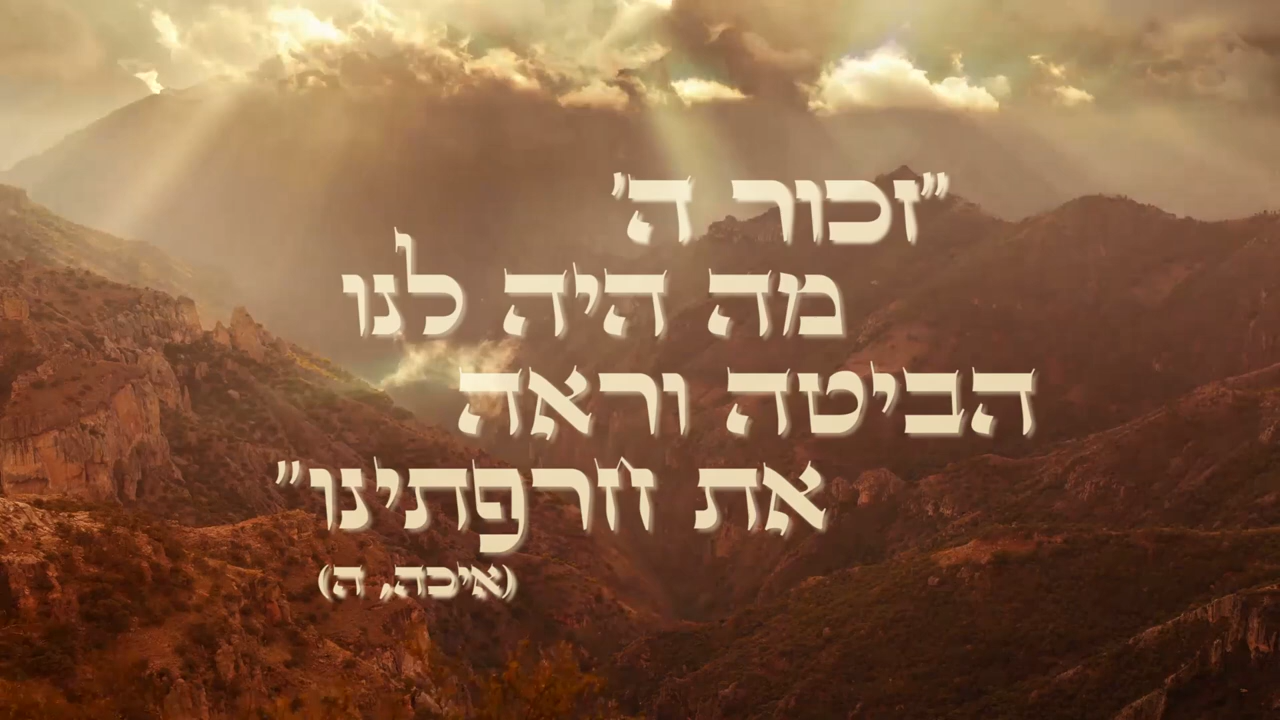 "זכור ה'
מה היה לנו
הביטה וראה
את חרפתינו"
(איכה, ה)